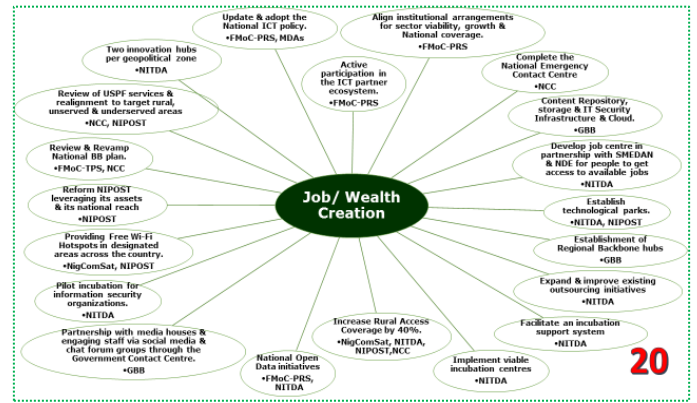 Update & adopt the
National ICT policy.
•FMoC-PRS, MDAs
Align institutional arrangements
for sector viability, growth &
National coverage.
•FMoC-PRS
Two innovation hubs
per geopolitical zone
•NITDA
Active
participation in
the ICT partner
ecosystem.
•FMoC-PRS
Complete the
National Emergency
Contact Centre
•NCC
Review of USPF services &
realignment to target rural,
unserved & underserved areas
•NCC, NIPOST
Content Repository,
storage & IT Security
Infrastructure & Cloud.
•GBB
Review & Revamp
National BB plan.
•FMoC-TPS, NCC
Develop job centre in
partnership with SMEDAN
& NDE for people to get
access to available jobs
•NITDA
Reform NIPOST
leveraging its assets
& its national reach
•NIPOST
Job/ Wealth
Creation
Establish
technological parks.
•NITDA, NIPOST
Providing Free Wi-Fi
Hotspots in designated
areas across the country.
•NigComSat, NIPOST
Establishment of
Regional Backbone hubs
•GBB
Pilot incubation for
information security
organizations.
•NITDA
Expand & improve existing
outsourcing initiatives
•NITDA
Partnership with media houses &
engaging staff via social media &
chat forum groups through the
Government Contact Centre.
•GBB
Increase Rural Access
Coverage by 40%.
•NigComSat, NITDA,
NIPOST,NCC
Facilitate an incubation
support system
•NITDA
National Open
Data initiatives
•FMoC-PRS,
NITDA
Implement viable
incubation centres
•NITDA
20